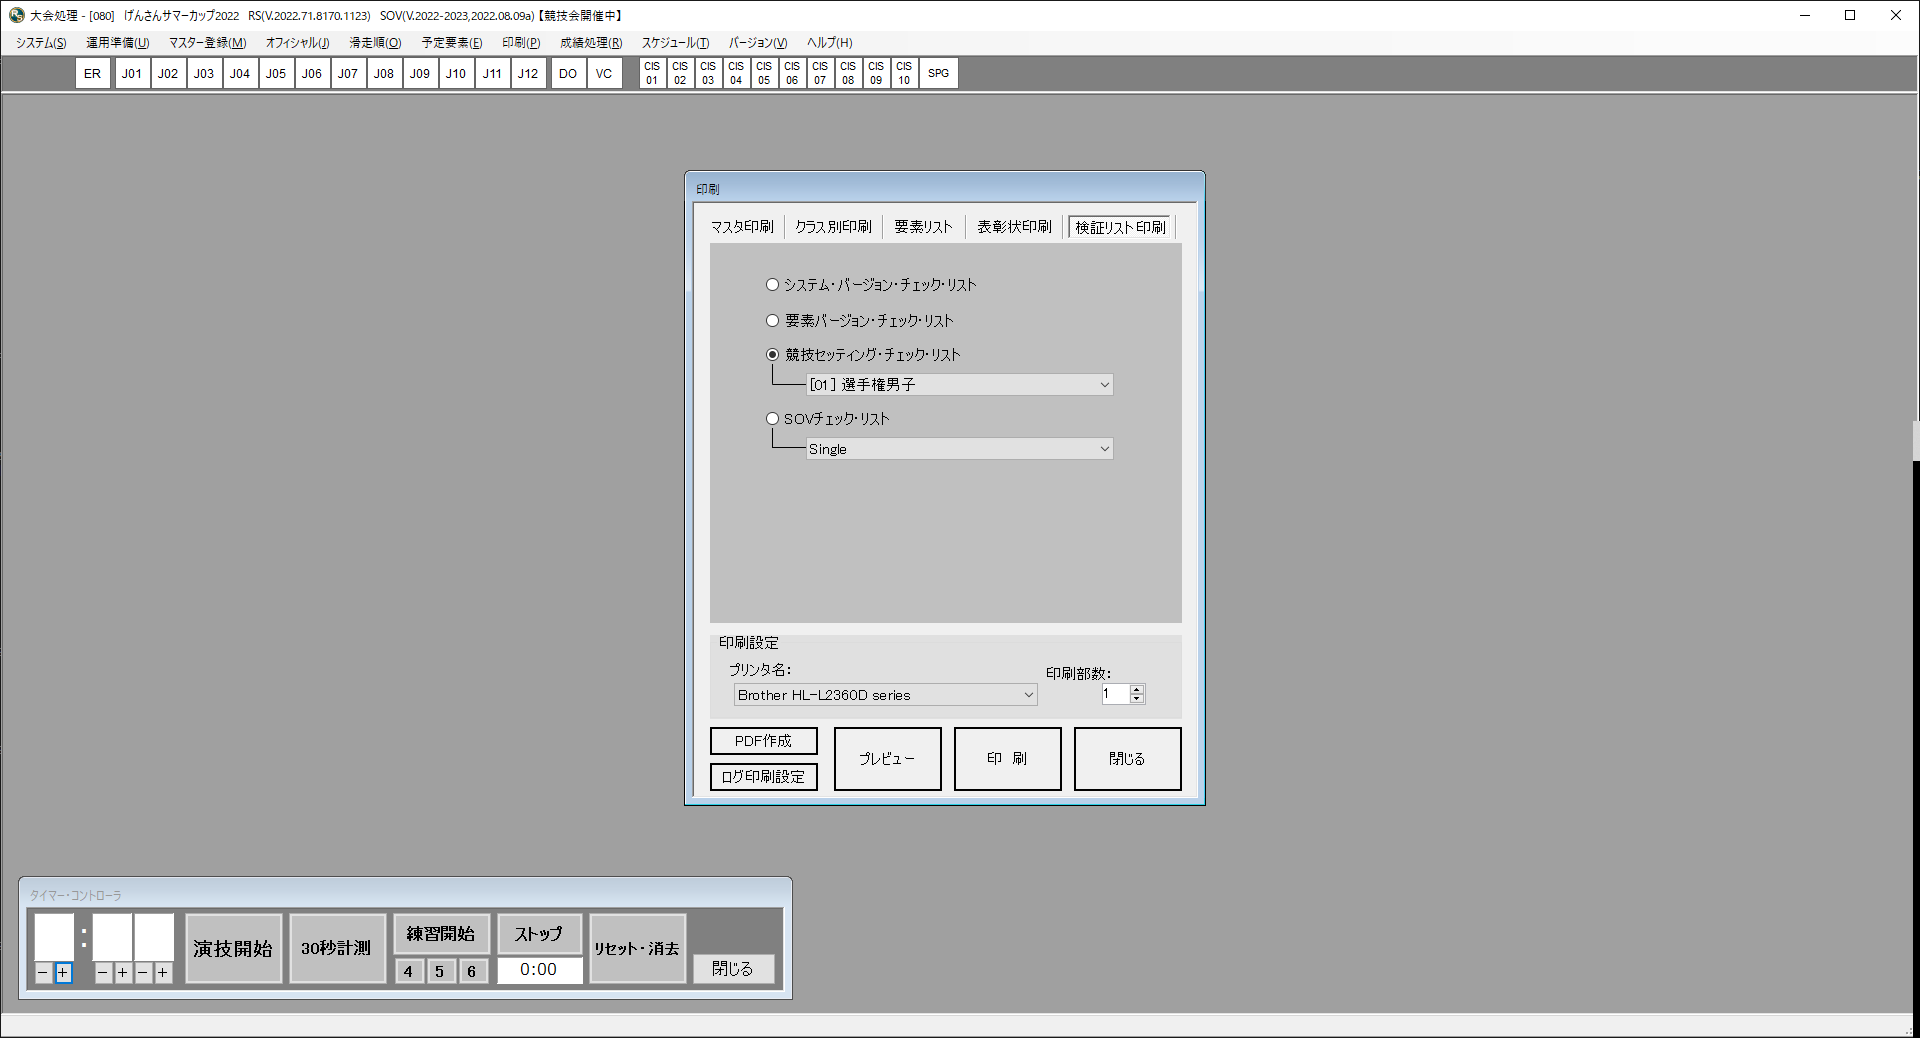 大会処理 - [080]　げんさんサマーカップ2022　RS(V.2022.71.8170.1123)　SOV(V.2022-2023,2022.08.09a) 【競技会開催中】
システム(S)　運用準備(U)　マスター登録(M)　オフィシャル(J)　滑走順(O)　予定要素(E)　印刷(P)　成績処理(R)　スケジュール(T)　バージョン(V)　ヘルプ(H)
ER J01 J02 J03 J04 J05 J06 J07 J08 J09 J10 J11 J12 DO VC CIS 01 CIS 02 CIS 03 CIS 04 CIS 05 CIS 06 CIS 07 CIS 08 CIS 09 CIS 10 SPG
印刷
マスタ印刷　クラス別印刷　要素リスト　表彰状印刷　検証リスト印刷
システム・バージョン・チェック・リスト
要素バージョン・チェック・リスト
競技セッティング・チェック・リスト
[01] 選手権男子
SOVチェック・リスト
Single
印刷設定
プリンタ名：
印刷部数：
Brother HL-L2360D series
1
PDF作成
ログ印刷設定
プレビュー
印　刷
閉じる
タイマー・コントローラ
:
− + − + − +
演技開始
30秒計測
練習開始
4 5 6
ストップ
0:00
リセット・消去
閉じる